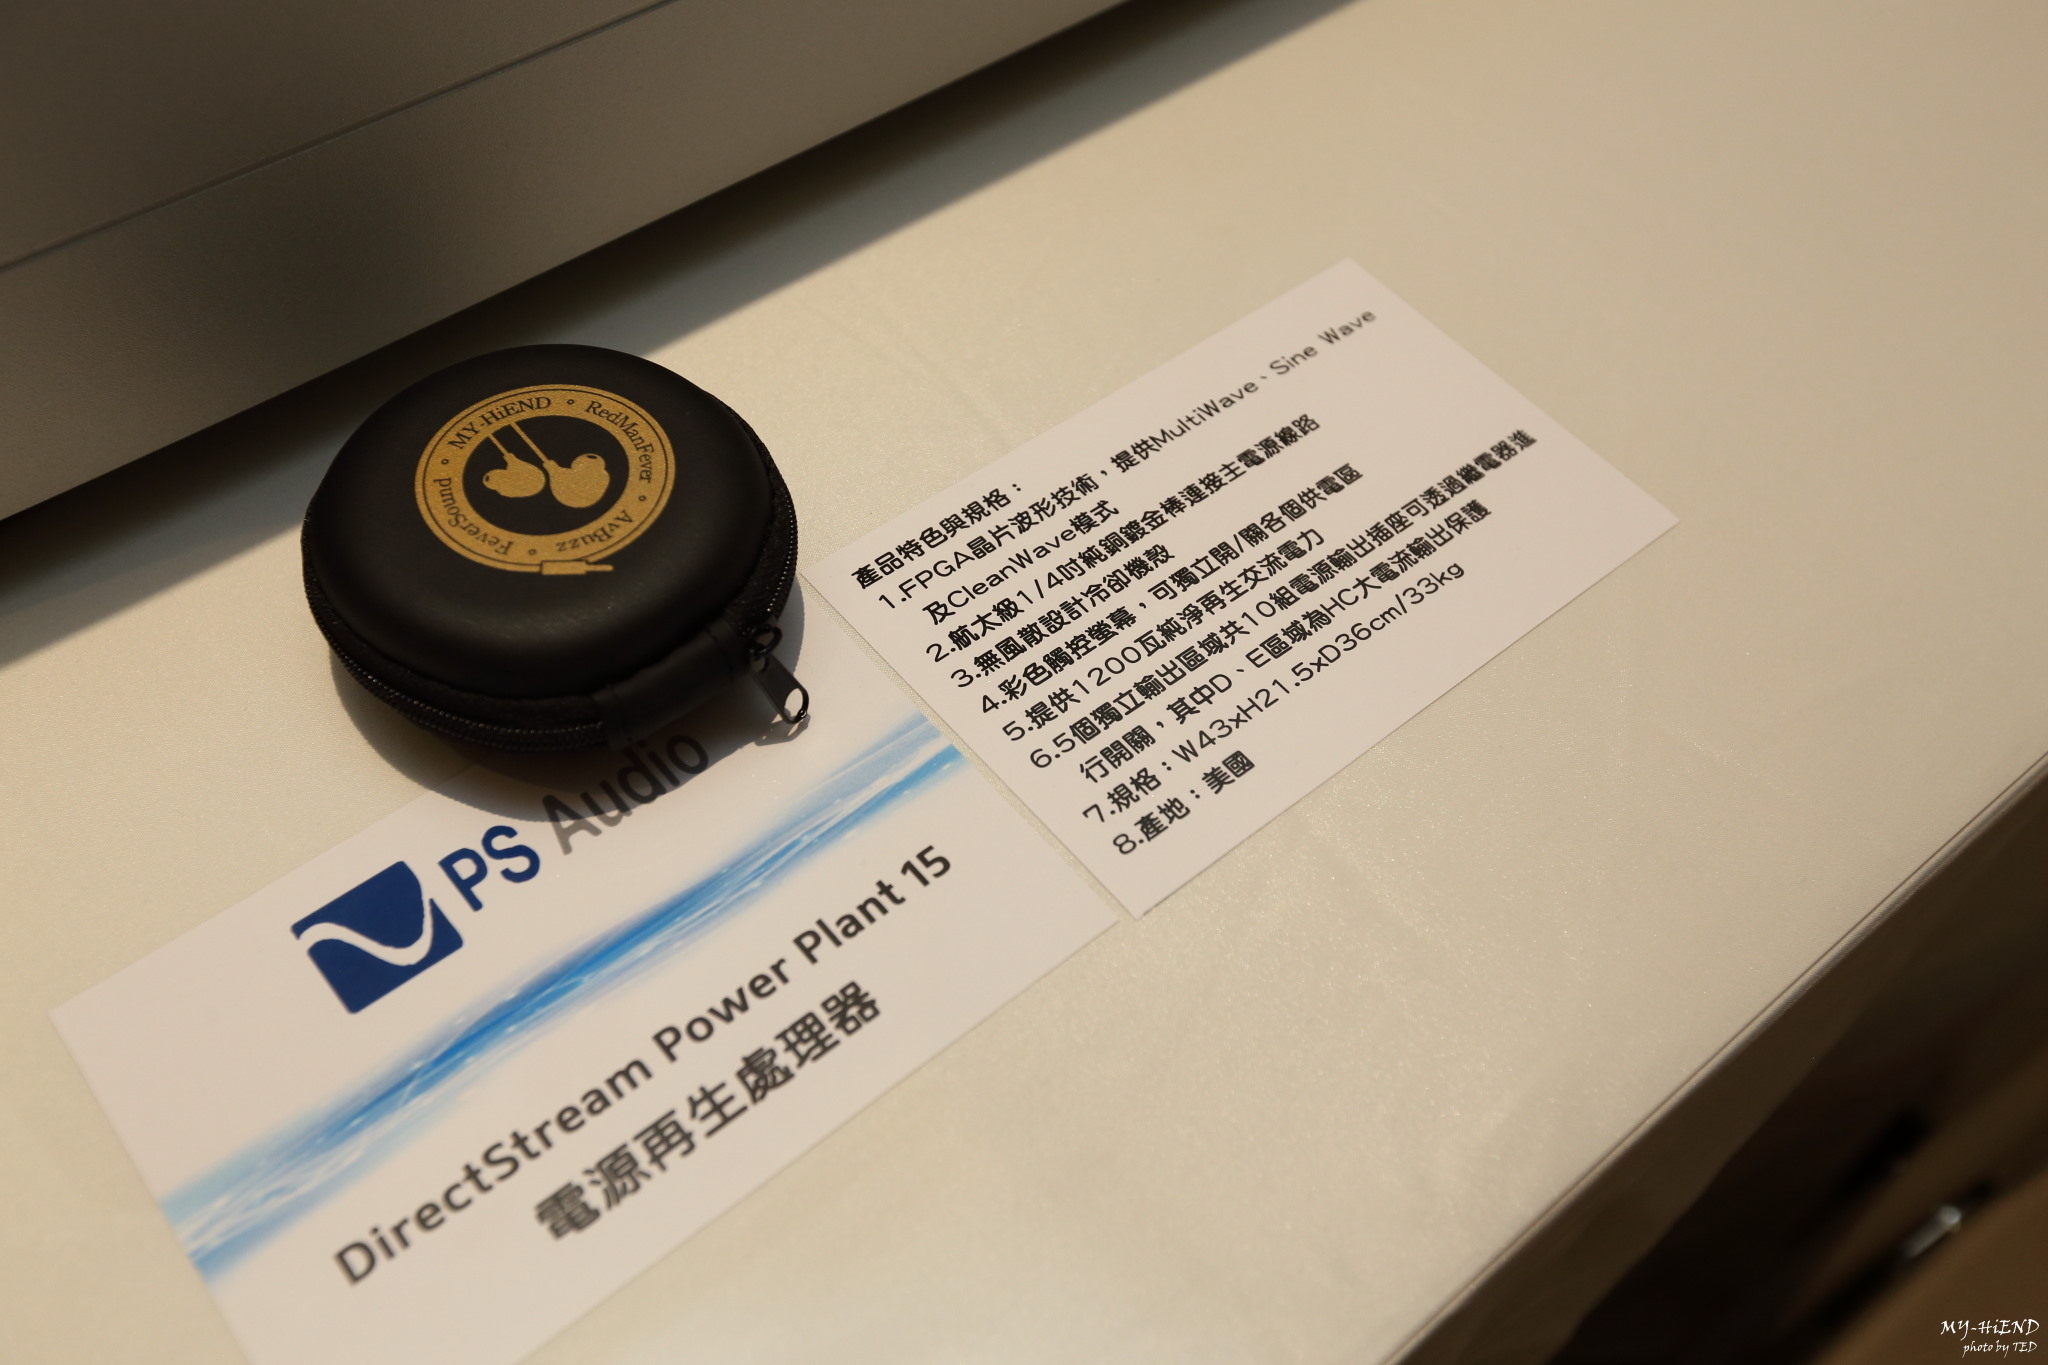 MY-HiEND ∘ RedManFever ∘ AvBuzz ∘ FeverSound ∘
PS Audio
DirectStream Power Plant 15
電源再生處理器
產品特色與規格：
1.FPGA晶片波形技術，提供MultiWave、Sine Wave
及CleanWave模式
2.航太級1/4吋純銅鍍金棒連接主電源線路
3.無風散設計冷卻機殼
4.彩色觸控螢幕，可獨立開/關各個供電區
5.提供1200瓦純淨再生交流電力
6.5個獨立輸出區域共10組電源輸出插座可透過繼電器進
行開關，其中D、E區域為HC大電流輸出保護
7.規格：W43xH21.5xD36cm/33kg
8.產地：美國
MY-HiEND
photo by TED